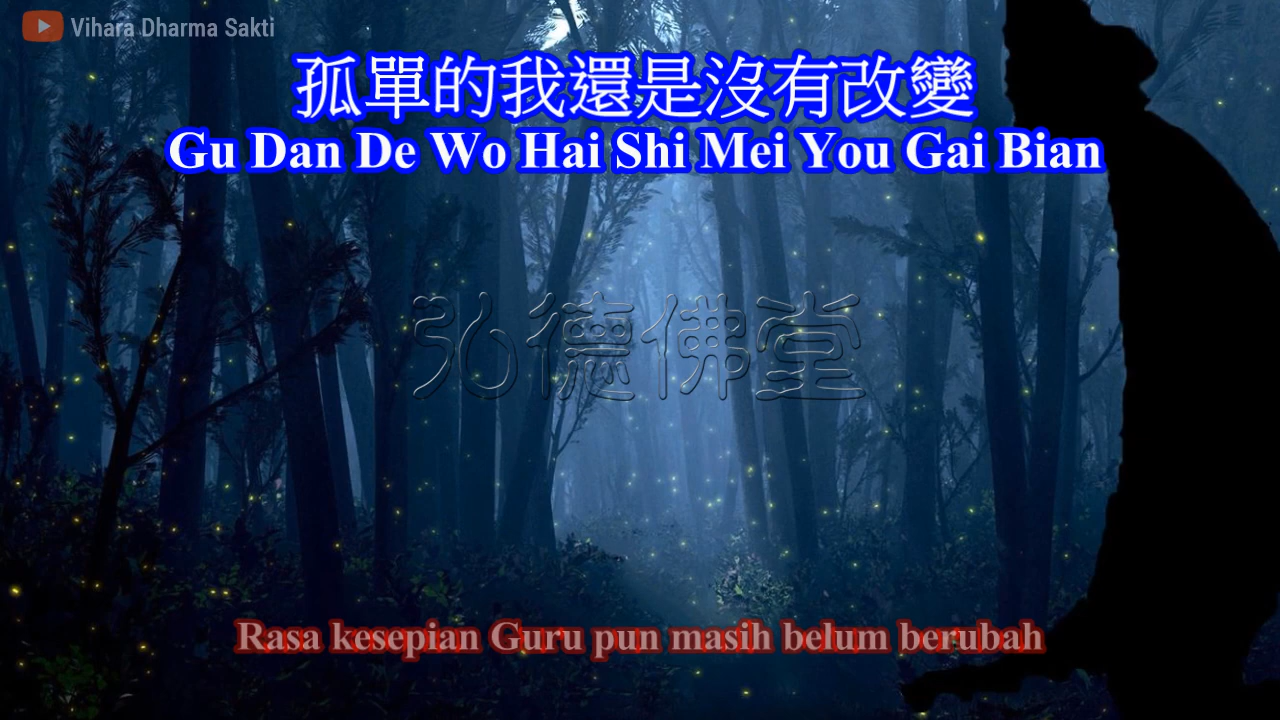 Vihara Dharma Sakti
孤單的我還是沒有改變
Gu Dan De Wo Hai Shi Mei You Gai Bian
弘德佛堂
Rasa kesepian Guru pun masih belum berubah